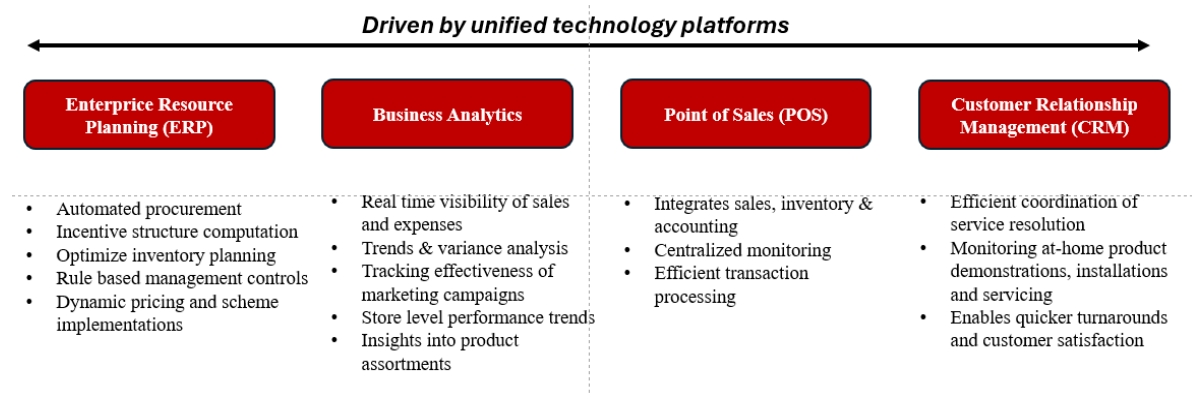 Driven by unified technology platforms
Enterprice Resource
Planning (ERP)
Business Analytics
Point of Sales (POS)
Customer Relationship
Management (CRM)
• Automated procurement
• Incentive structure computation
• Optimize inventory planning
• Rule based management controls
• Dynamic pricing and scheme
implementations
• Real time visibility of sales
and expenses
• Trends & variance analysis
• Tracking effectiveness of
marketing campaigns
• Store level performance trends
• Insights into product
assortments
• Integrates sales, inventory &
accounting
• Centralized monitoring
• Efficient transaction
processing
• Efficient coordination of
service resolution
• Monitoring at-home product
demonstrations, installations
and servicing
• Enables quicker turnarounds
and customer satisfaction